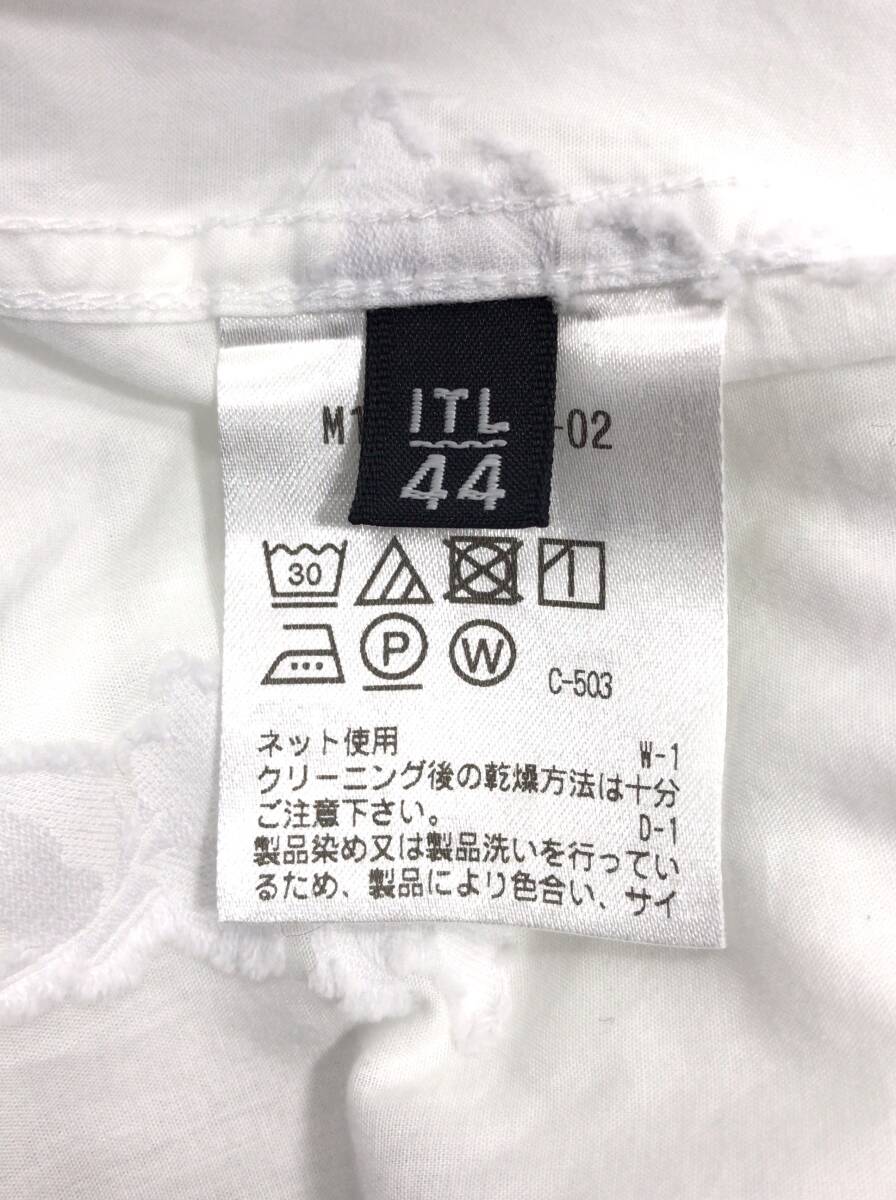 ITL
44
M1
-02
30
P
W
C-503
ネット使用 W-1
クリーニング後の乾燥方法は十分
ご注意下さい。 D-1
製品染め又は製品洗いを行ってい
るため、製品により色合い、サイ